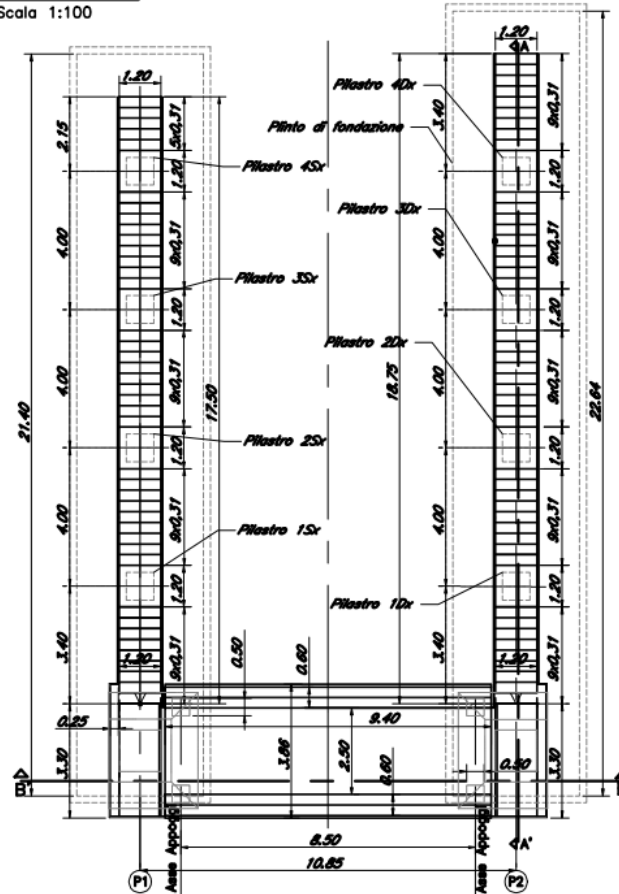 Scala 1:100
1.20
1.20
A
2.15
5x0,31
3.40
9x0,31
Pilastro 4Dx
Plinto di fondazione
Pilastro 4Sx
1.20
1.20
4.00
9x0,31
Pilastro 3Dx
4.00
9x0,31
Pilastro 3Sx
1.20
1.20
21.40
4.00
9x0,31
17.50
18.75
Pilastro 2Dx
4.00
9x0,31
22.64
Pilastro 2Sx
1.20
1.20
4.00
9x0,31
4.00
9x0,31
Pilastro 1Sx
1.20
Pilastro 1Dx
1.20
3.40
9x0,31
1.20
0.50
0.60
3.40
1.20
9x0,31
0.25
9.40
3.30
3.86
2.50
0.60
0.50
3.30
B
Asse Appoggi
8.50
Asse Appoggi
A'
10.85
P1
P2